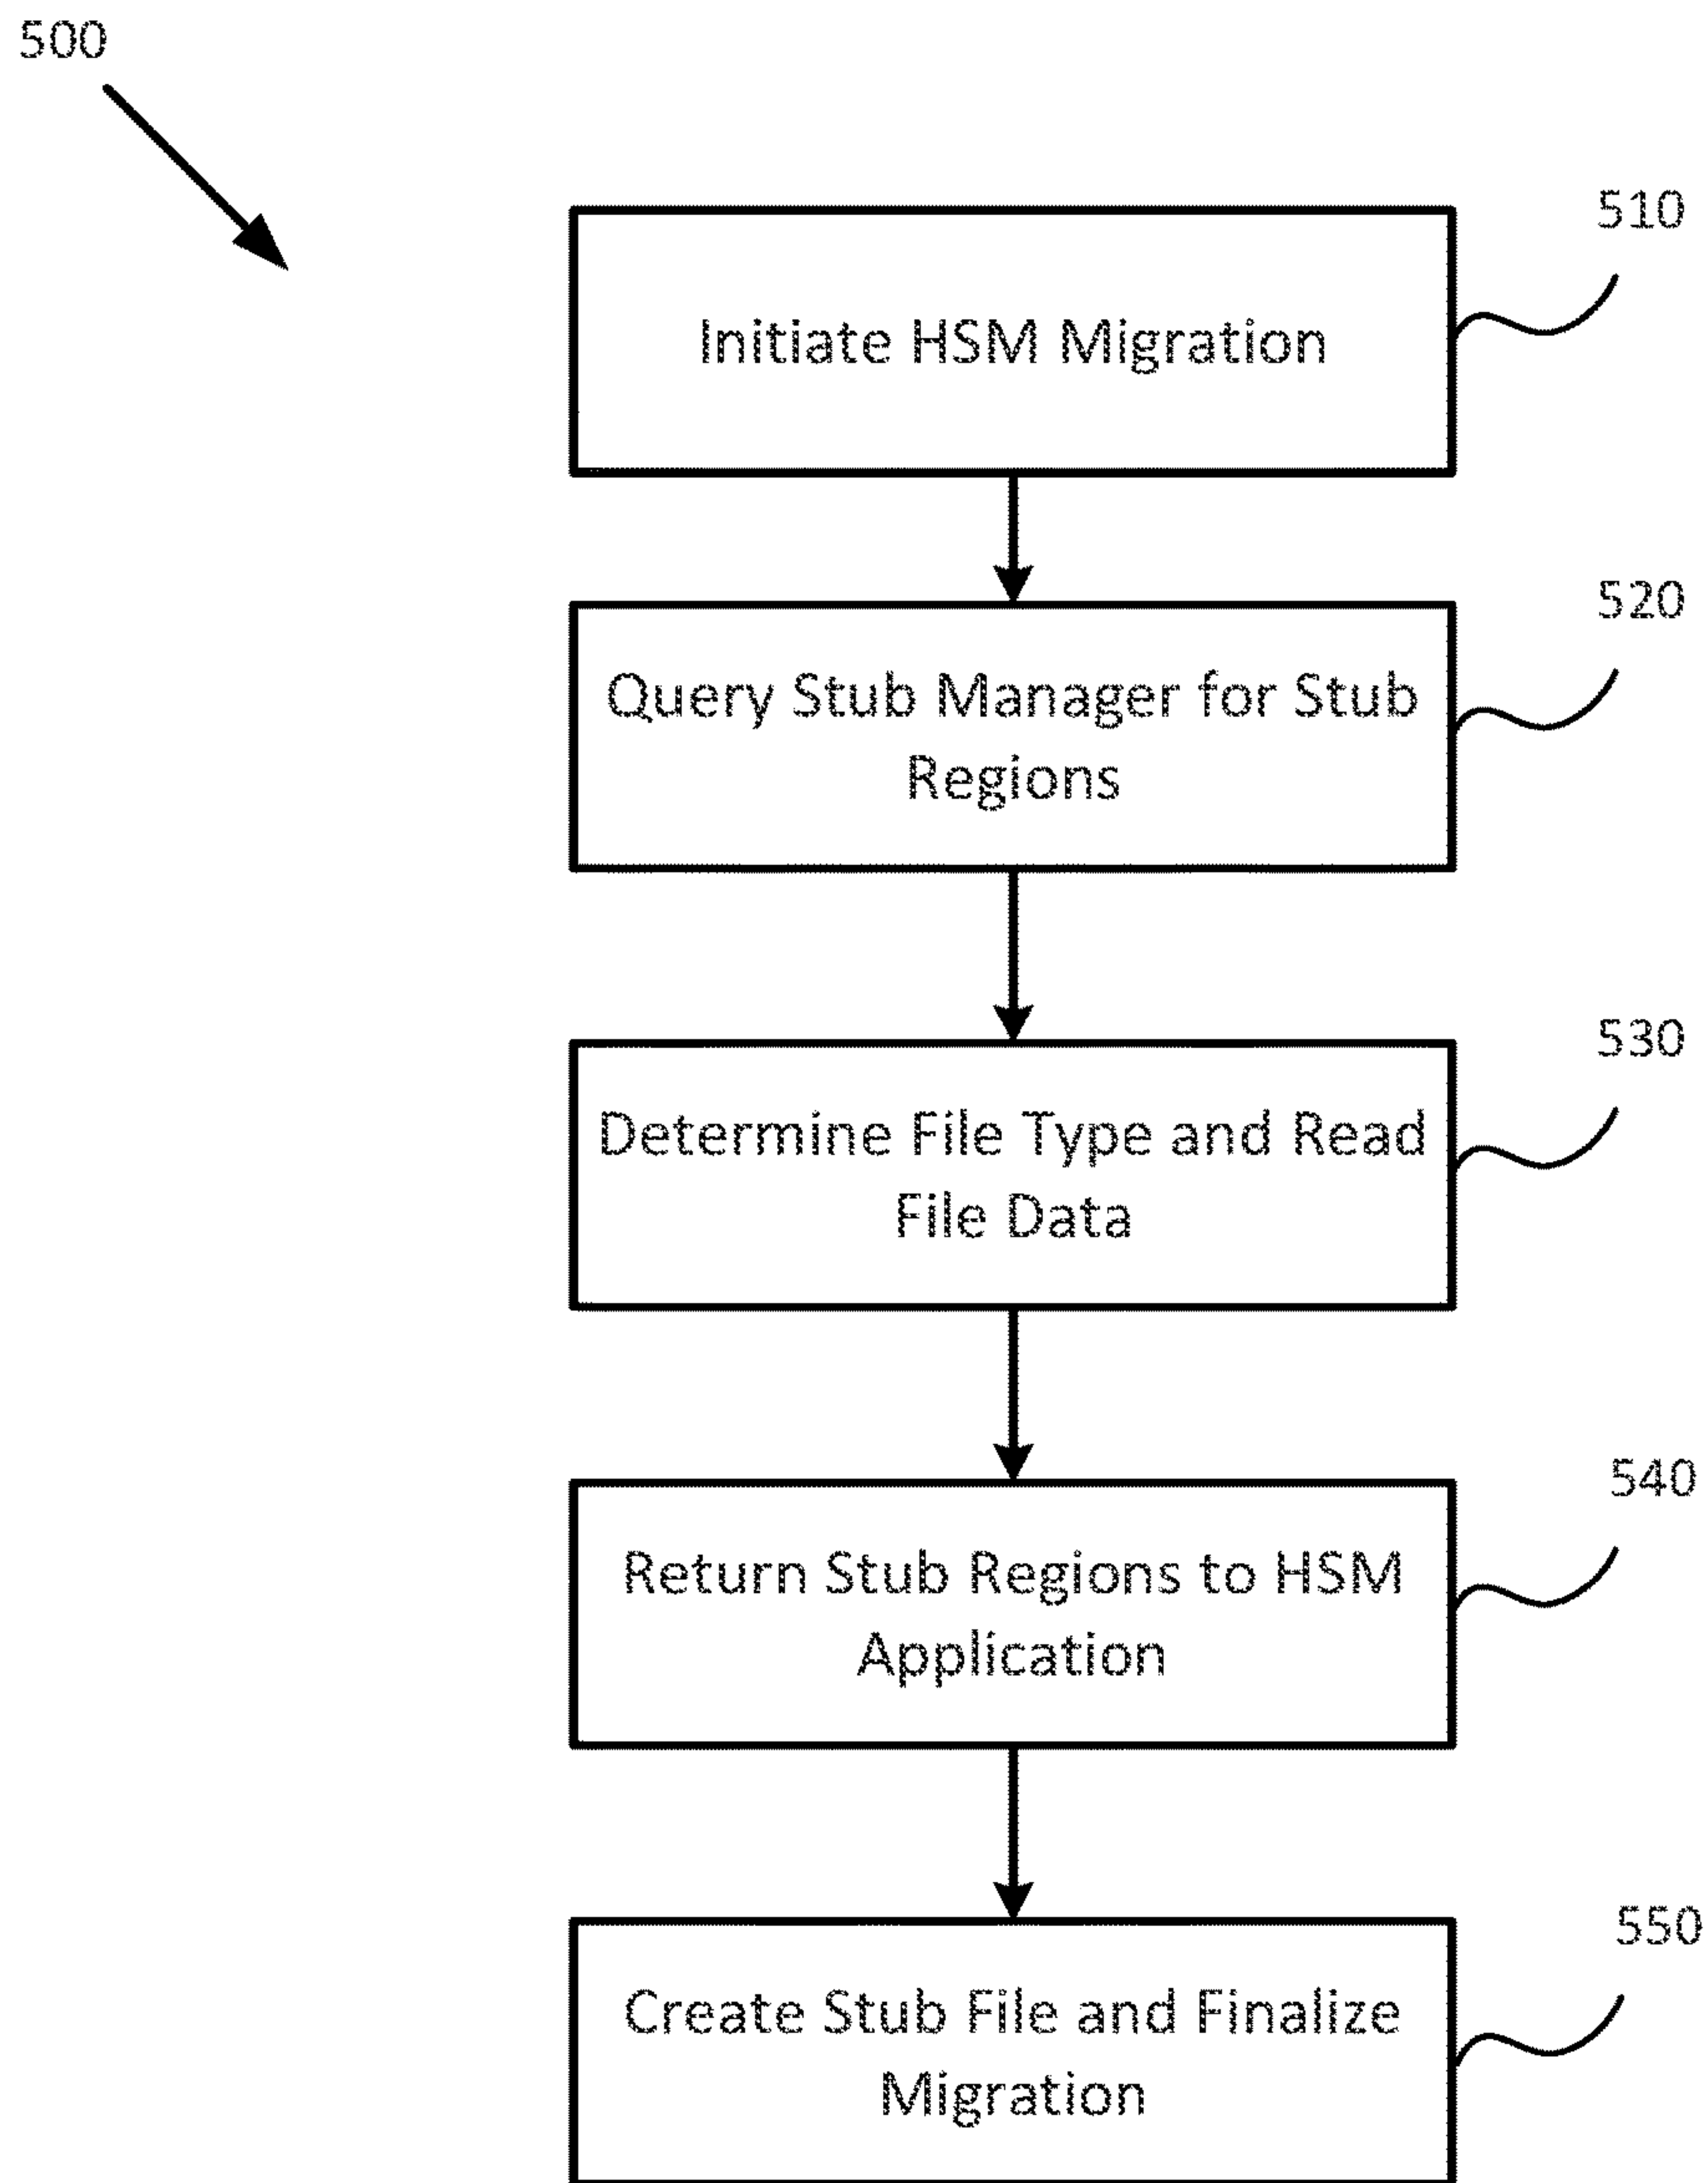 500
510
Initiate HSM Migration
520
Query Stub Manager for Stub
Regions
530
Determine File Type and Read
File Data
540
Return Stub Regions to HSM
Application
550
Create Stub File and Finalize
Migration